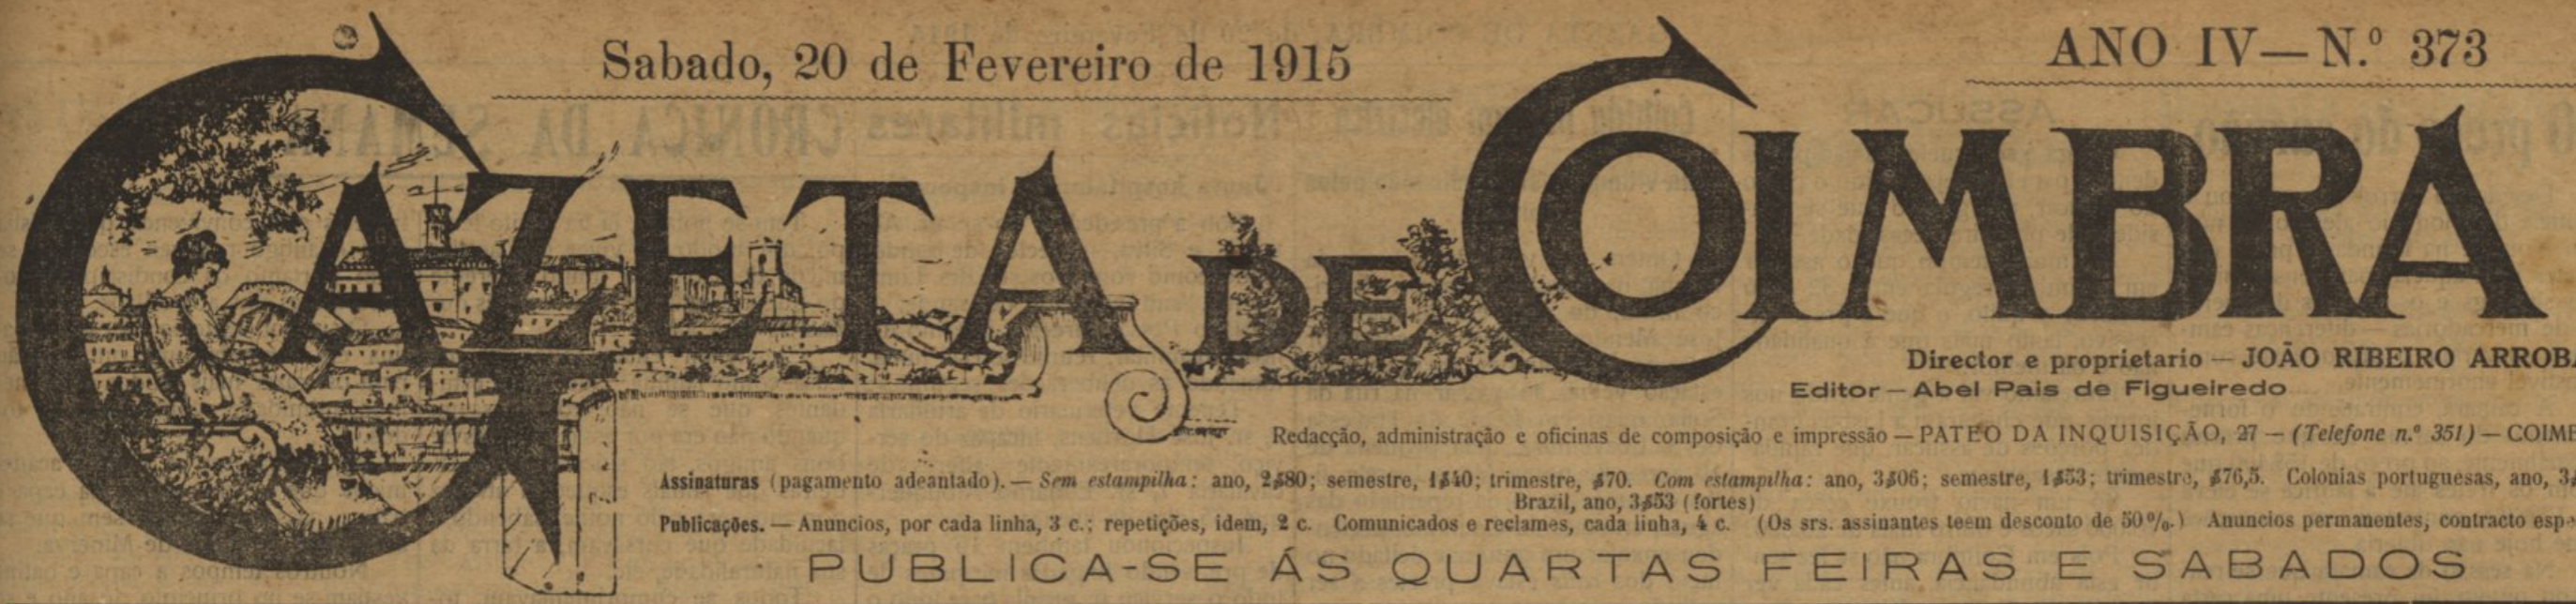 Sabado, 20 de Fevereiro de 1915
ANO IV—N.º 373
GAZETA DE COIMBRA
Director e proprietario — JOÃO RIBEIRO
Editor — Abel Pais de Figueiredo
Redacção, administração e oficinas de composição e impressão — PATEO DA INQUISIÇÃO, 27 — (Telefone n.º 351) —
Assinaturas (pagamento adeantado). — Sem estampilha: ano, 2$80; semestre, 1$40; trimestre, $70. Com estampilha: ano, 3$06; semestre, 1$53; trimestre, $76,5. Colonias portuguesas, ano,
Brazil, ano, 3$53 (fortes)
Publicações. — Anuncios, por cada linha, 3 c.; repetições, idem, 2 c. Comunicados e reclames, cada linha, 4 c. (Os srs. assinantes teem desconto de 50%.) Anuncios permanentes, contracto
PUBLICA-SE ÁS QUARTAS FEIRAS E SABADOS